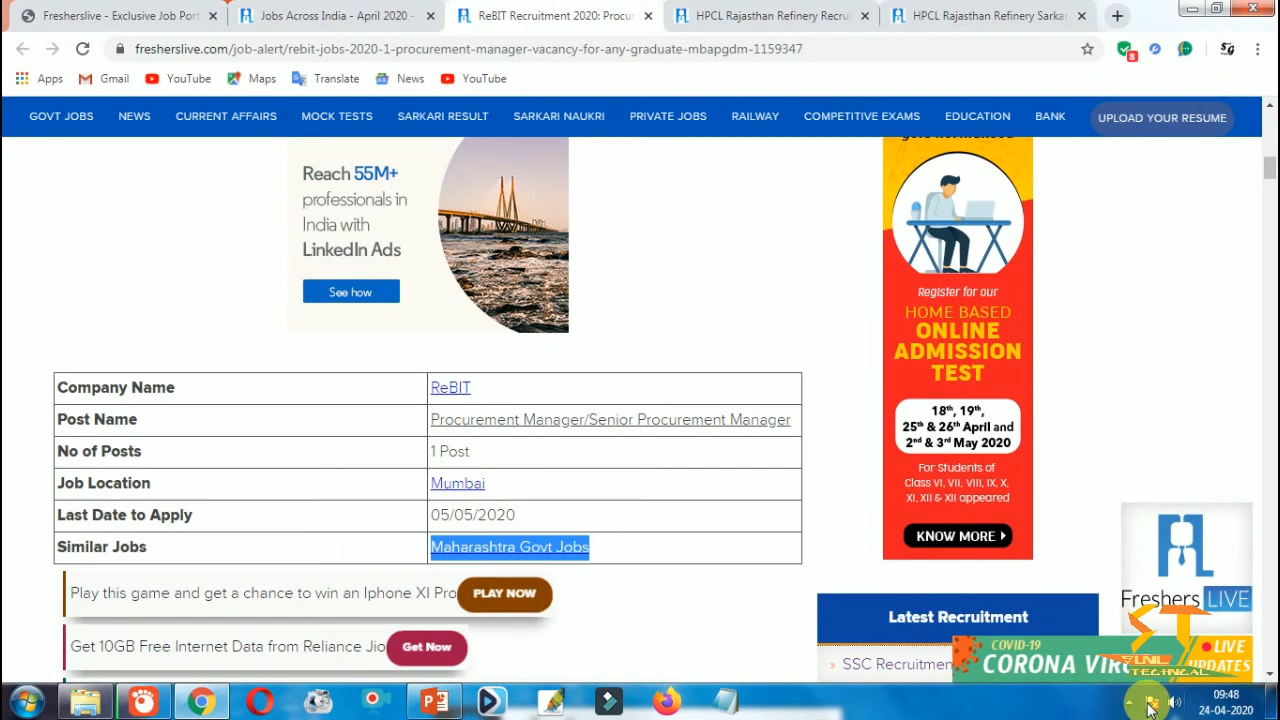 Fresherslive - Exclusive Job Port
Jobs Across India - April 2020 -
ReBIT Recruitment 2020: Procur
HPCL Rajasthan Refinery Recru
HPCL Rajasthan Refinery Sarka
fresherslive.com/job-alert/rebit-jobs-2020-1-procurement-manager-vacancy-for-any-graduate-mbapgdm-1159347
8
Apps
Gmail
YouTube
Maps
Translate
News
YouTube
GOVT JOBS
NEWS
CURRENT AFFAIRS
MOCK TESTS
SARKARI RESULT
SARKARI NAUKRI
PRIVATE JOBS
RAILWAY
COMPETITIVE EXAMS
EDUCATION
BANK
UPLOAD YOUR RESUME
Reach 55M+
professionals in
India with
LinkedIn Ads
See how
Register for our
HOME BASED
ONLINE
ADMISSION
TEST
18th, 19th,
25th & 26th April and
2nd & 3rd May 2020
For Students of
Class VI, VII, VIII, IX, X,
XI, XII & XII appeared
KNOW MORE
Company Name ReBIT
Post Name Procurement Manager/Senior Procurement Manager
No of Posts 1 Post
Job Location Mumbai
Last Date to Apply 05/05/2020
Similar Jobs Maharashtra Govt Jobs
Play this game and get a chance to win an Iphone XI Pro PLAY NOW
Get 10GB Free Internet Data from Reliance Jio Get Now
Freshers LIVE
Latest Recruitment
» SSC Recruitmen
COVID-19
CORONA VIRU
LIVE
UPDATES
ST
TECHNICAL
09:48
24-04-2020